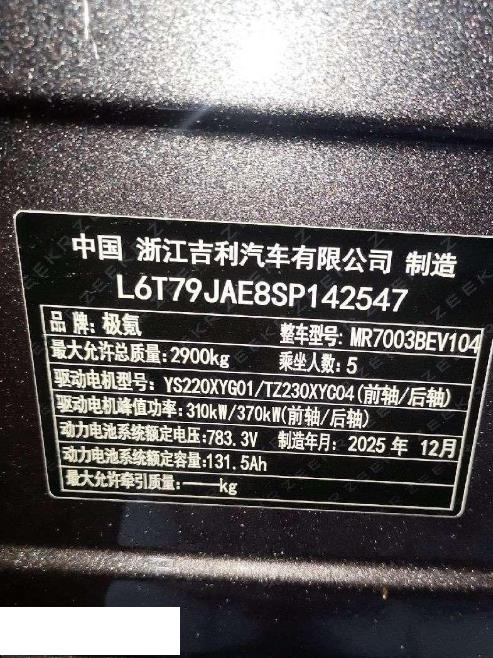 中国 浙江吉利汽车有限公司 制造
L6T79JAE8SP142547
品牌：极氪 整车型号：MR7003BEV104
最大允许总质量：2900kg 乘坐人数：5
驱动电机型号：YS220XYG01/TZ230XYC04(前轴/后轴)
驱动电机峰值功率：310kW/370kW(前轴/后轴)
动力电池系统额定电压：783.3V 制造年月：2025 年 12月
动力电池系统额定容量：131.5Ah
最大允许牵引质量：——kg